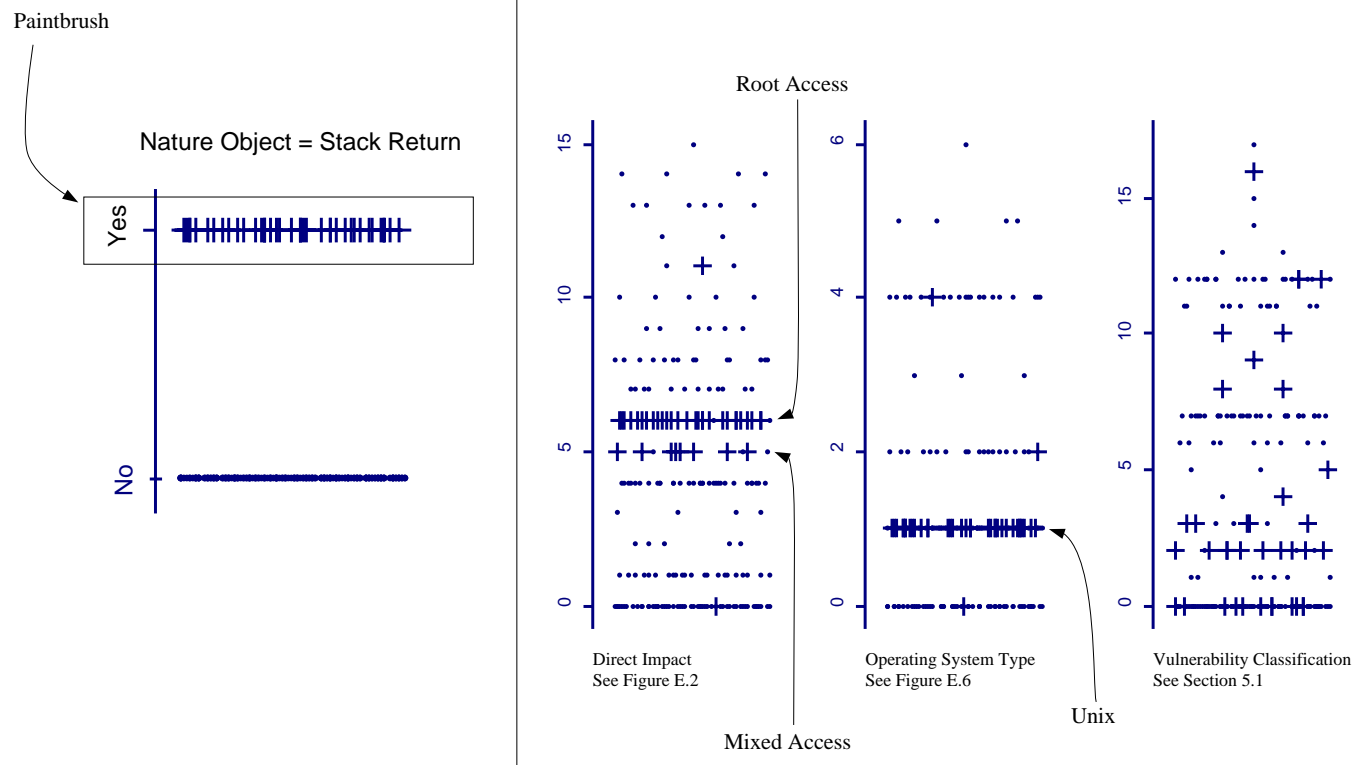 Paintbrush
Nature Object = Stack Return
Yes
No
Root Access
15
10
5
0
Direct Impact
See Figure E.2
Mixed Access
6
4
2
0
Operating System Type
See Figure E.6
Unix
15
10
5
0
Vulnerability Classification
See Section 5.1